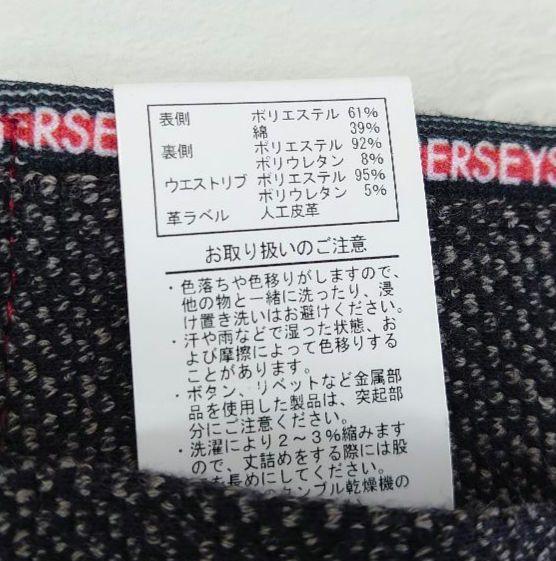 ERSE
ERSEYS
表側 ポリエステル 61%
綿 39%
裏側 ポリエステル 92%
ポリウレタン 8%
ウエストリブ ポリエステル 95%
ポリウレタン 5%
革ラベル 人工皮革
お取り扱いのご注意
・色落ちや色移りがしますので、
他の物と一緒に洗ったり、浸
け置き洗いはお避けください。
・汗や雨などで湿った状態、お
よび摩擦によって色移りする
ことがあります。
・ボタン、リベットなど金属部
品を使用した製品は、突起部
分にご注意ください。
・洗濯により2～3%縮みます
ので、丈詰めをする際には股
を長めにしてください。
タンブル乾燥機の